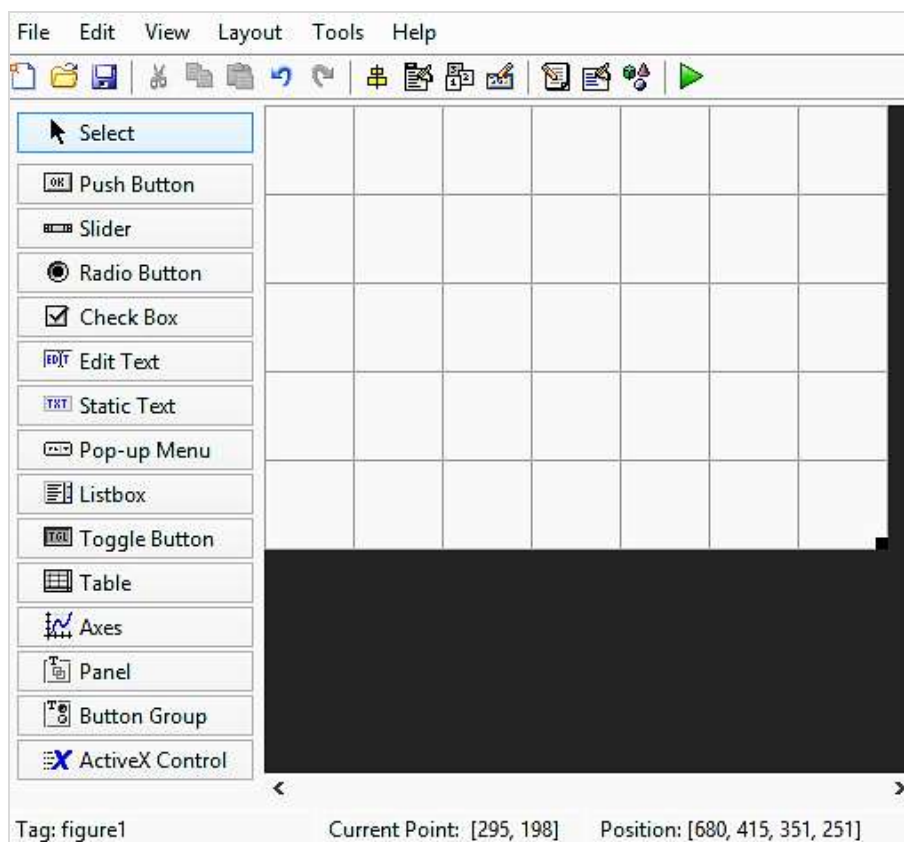 File Edit View Layout Tools Help
Select
Push Button
Slider
Radio Button
Check Box
Edit Text
Static Text
Pop-up Menu
Listbox
Toggle Button
Table
Axes
Panel
Button Group
ActiveX Control
Tag: figure1 Current Point: [295, 198] Position: [680, 415, 351, 251]